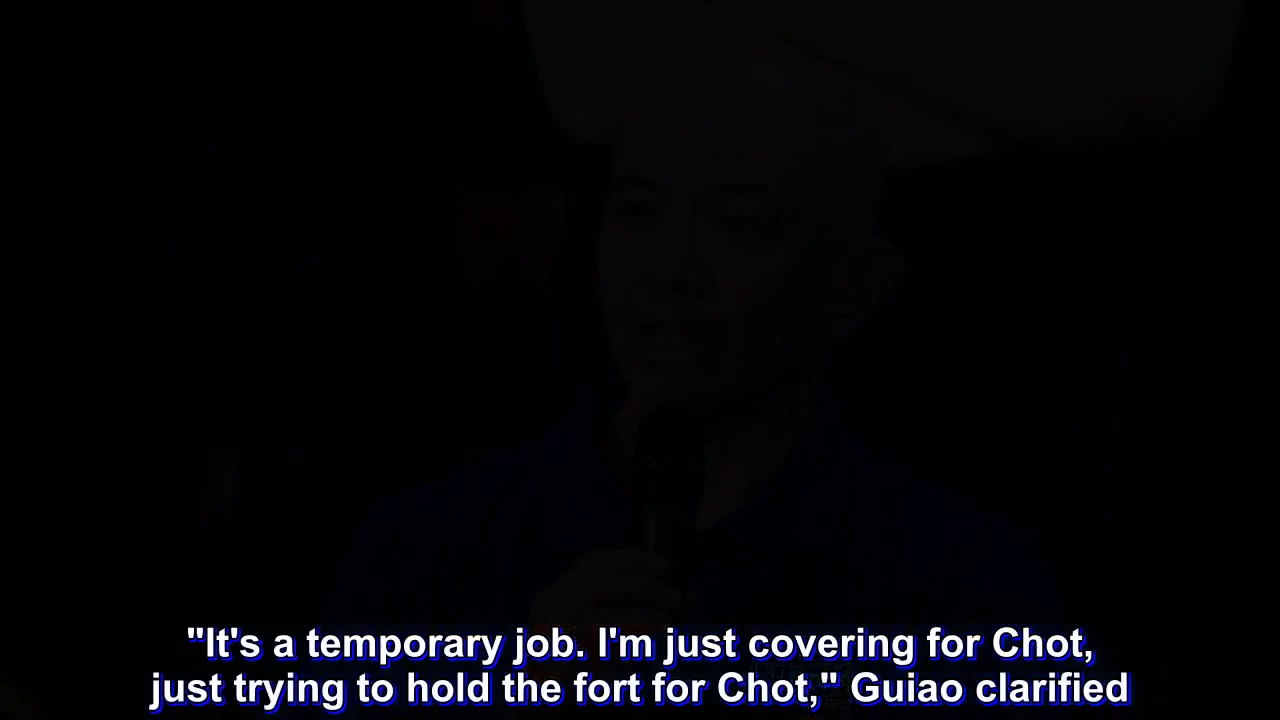 "It's a temporary job. I'm just covering for Chot,
just trying to hold the fort for Chot," Guiao clarified